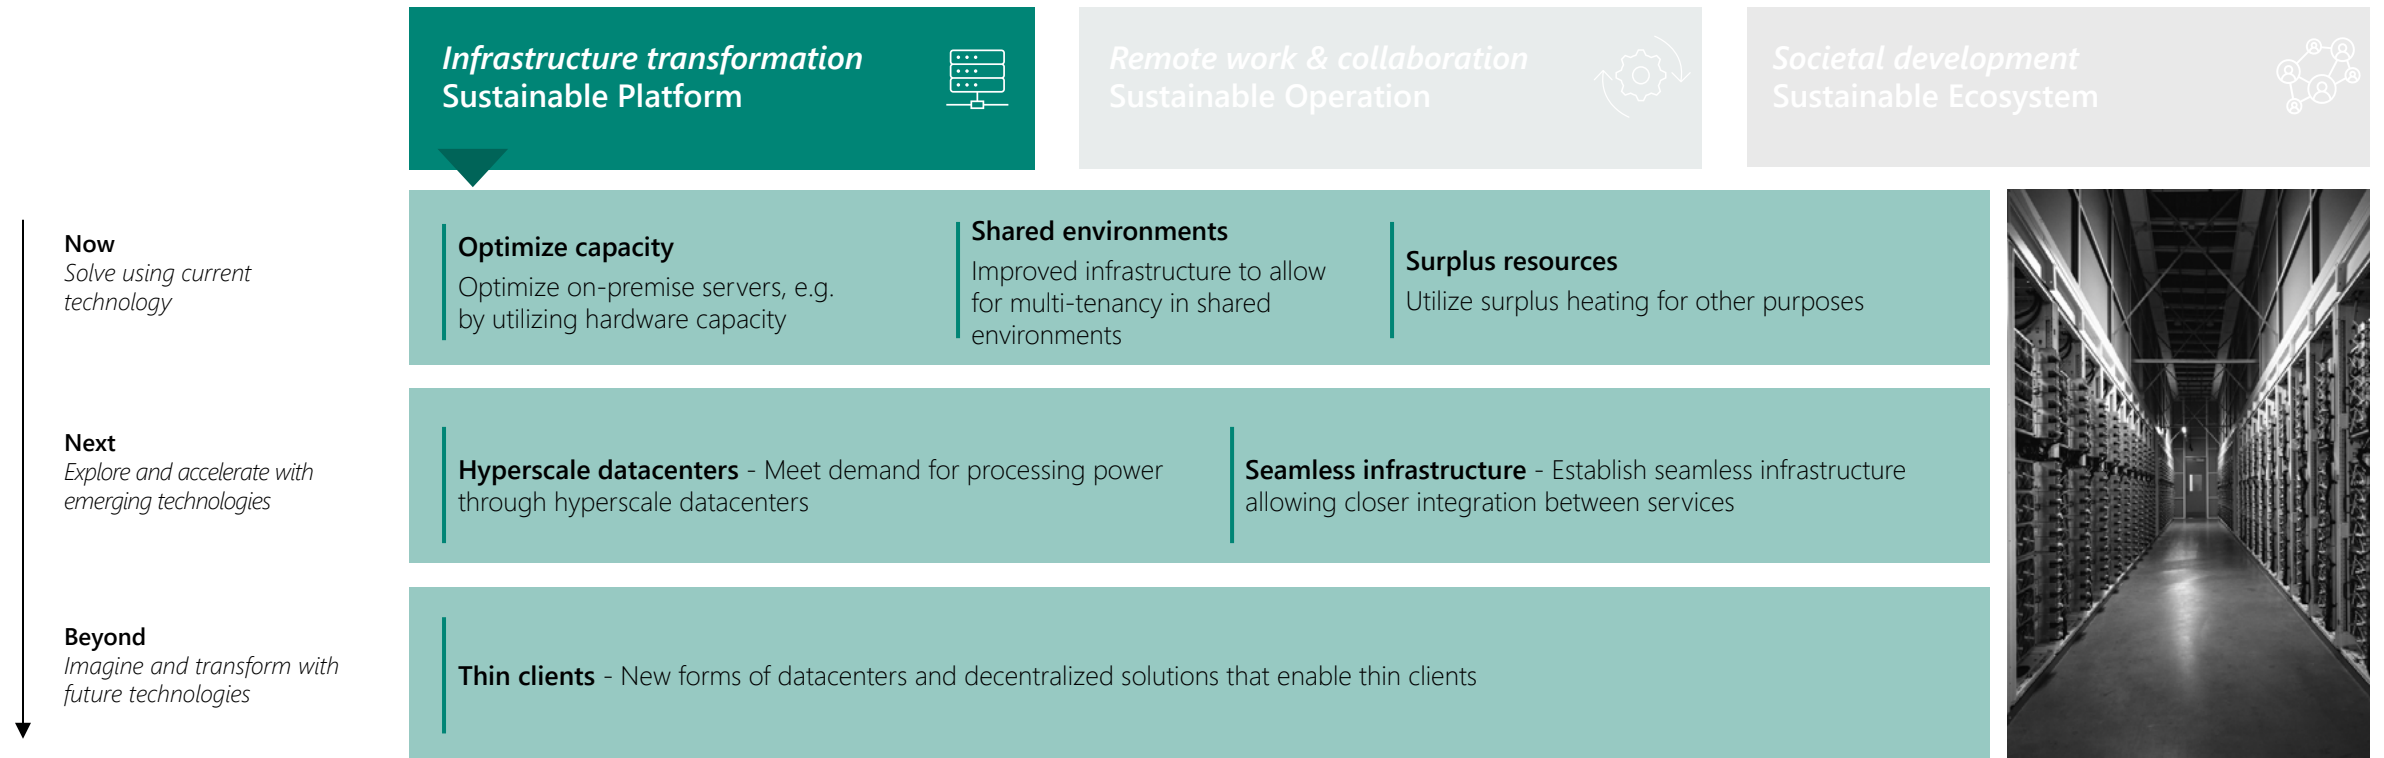 Infrastructure transformation
Sustainable Platform
Remote work & collaboration
Sustainable Operation
Societal development
Sustainable Ecosystem
Now
Solve using current
technology
Optimize capacity
Optimize on-premise servers, e.g.
by utilizing hardware capacity
Shared environments
Improved infrastructure to allow
for multi-tenancy in shared
environments
Surplus resources
Utilize surplus heating for other purposes
Next
Explore and accelerate with
emerging technologies
Hyperscale datacenters - Meet demand for processing power
through hyperscale datacenters
Seamless infrastructure - Establish seamless infrastructure
allowing closer integration between services
Beyond
Imagine and transform with
future technologies
Thin clients - New forms of datacenters and decentralized solutions that enable thin clients